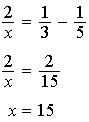 2/x = 1/3 − 1/5
2/x = 2/15
x = 15